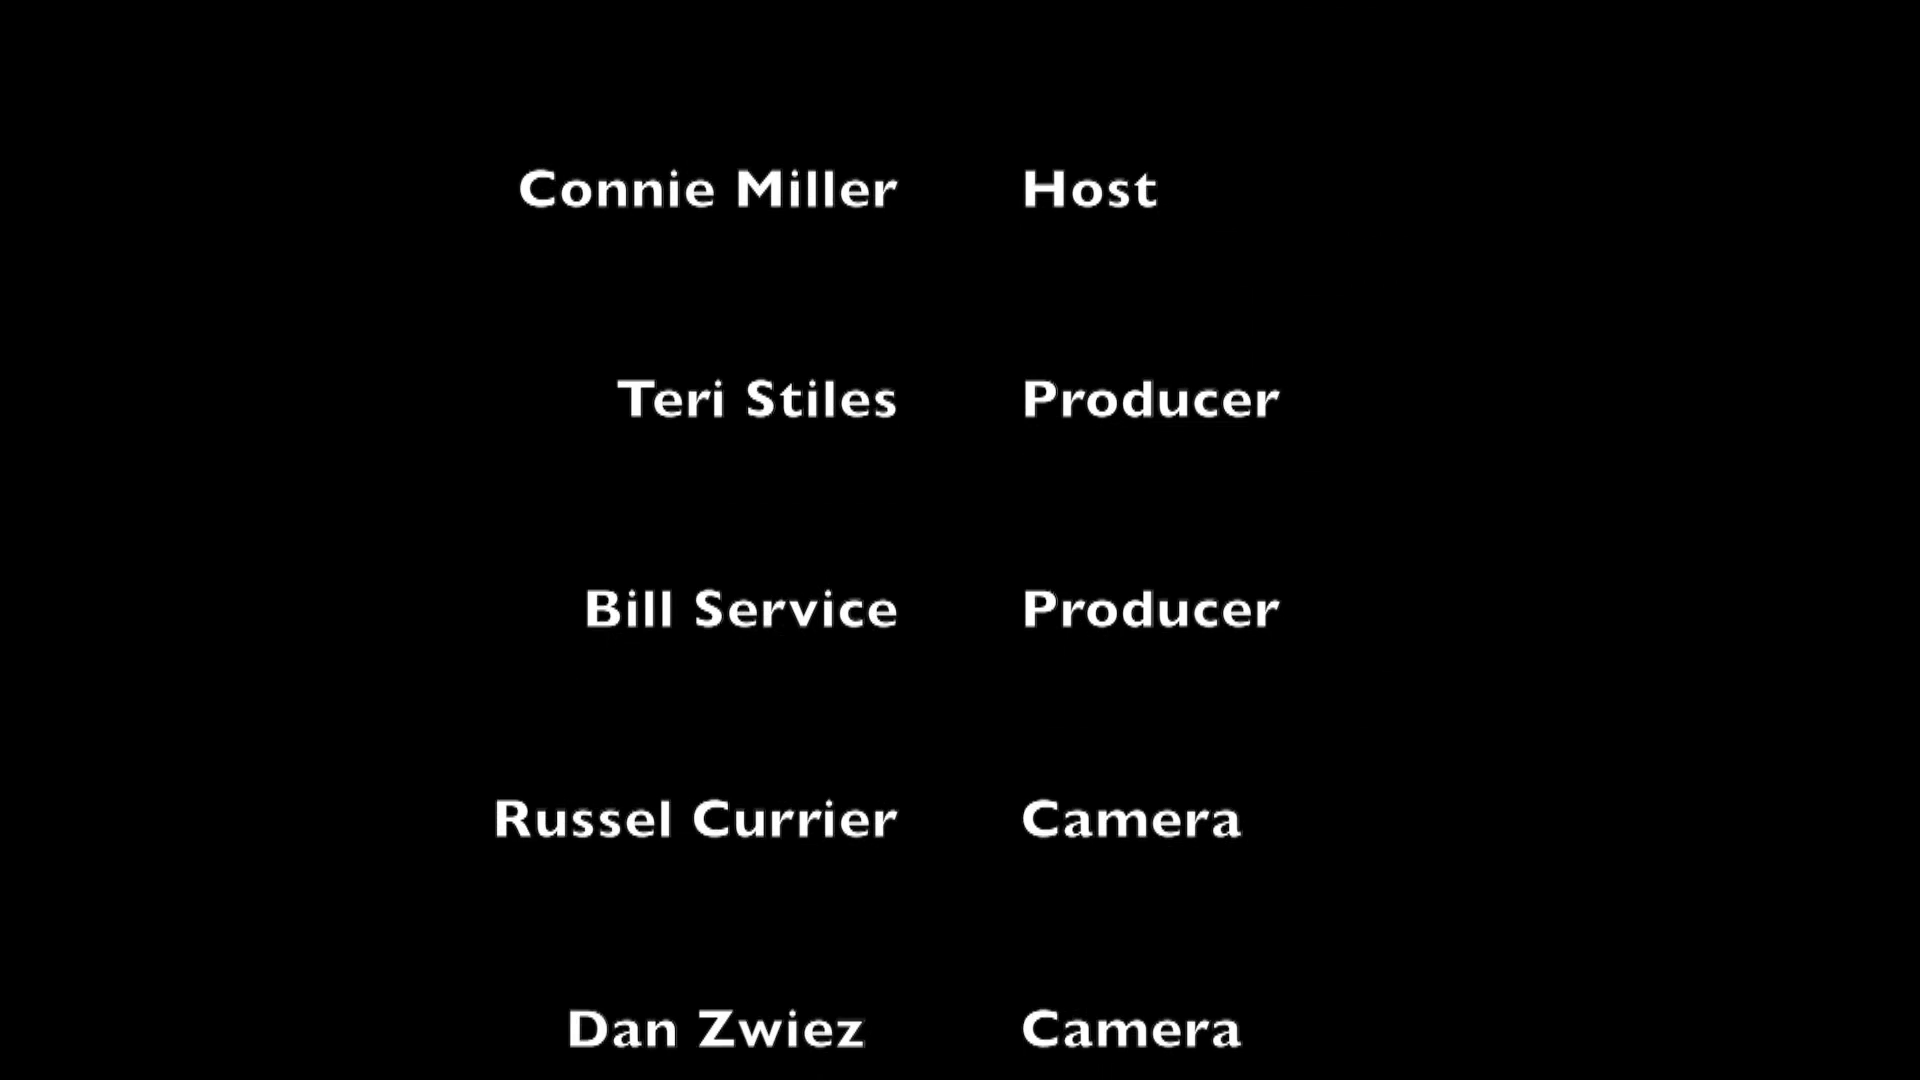 Connie Miller Host
Teri Stiles Producer
Bill Service Producer
Russel Currier Camera
Dan Zwiez Camera